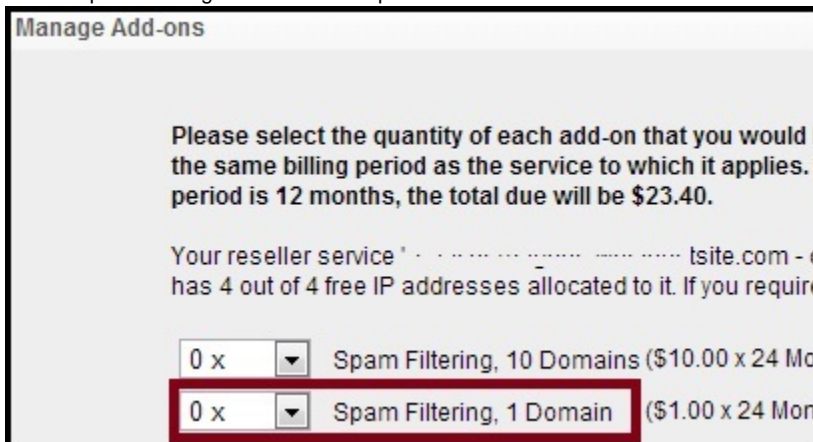 Manage Add-ons
Please select the quantity of each add-on that you would
the same billing period as the service to which it applies.
period is 12 months, the total due will be $23.40.
Your reseller service ' tsite.com -
has 4 out of 4 free IP addresses allocated to it. If you require
0 x Spam Filtering, 10 Domains ($10.00 x 24 Mo
0 x Spam Filtering, 1 Domain ($1.00 x 24 Mon